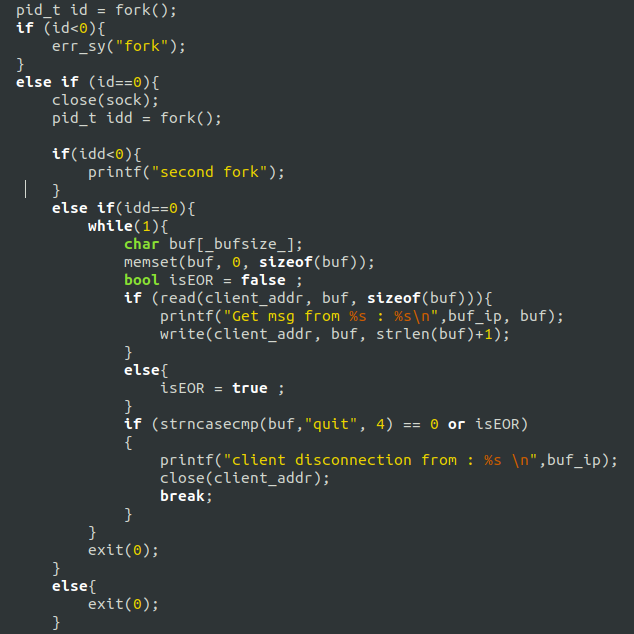 pid_t id = fork();
if (id<0){
    err_sy("fork");
}
else if (id==0){
    close(sock);
    pid_t idd = fork();

    if(idd<0){
        printf("second fork");
    }
    else if(idd==0){
        while(1){
            char buf[_bufsize_];
            memset(buf, 0, sizeof(buf));
            bool isEOR = false ;
            if (read(client_addr, buf, sizeof(buf))){
                printf("Get msg from %s : %s\n",buf_ip, buf);
                write(client_addr, buf, strlen(buf)+1);
            }
            else{
                isEOR = true ;
            }
            if (strncasecmp(buf,"quit", 4) == 0 or isEOR)
            {
                printf("client disconnection from : %s \n",buf_ip);
                close(client_addr);
                break;
            }
        }
        exit(0);
    }
    else{
        exit(0);
    }